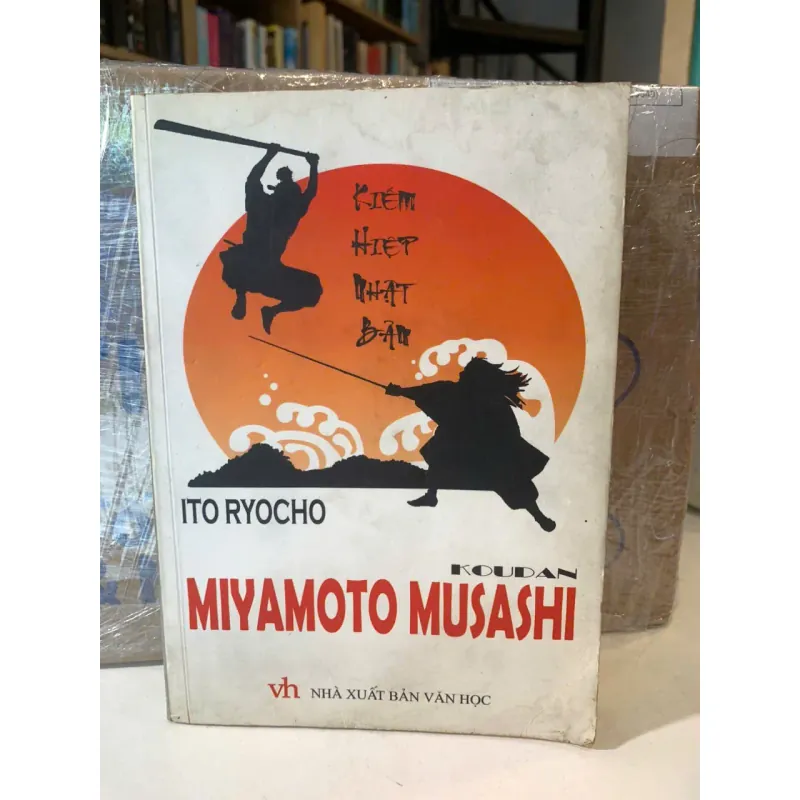 KIẾM
HIỆP
NHẬT
BẢN
ITO RYOCHO
KOUDAN
MIYAMOTO MUSASHI
vh NHÀ XUẤT BẢN VĂN HỌC